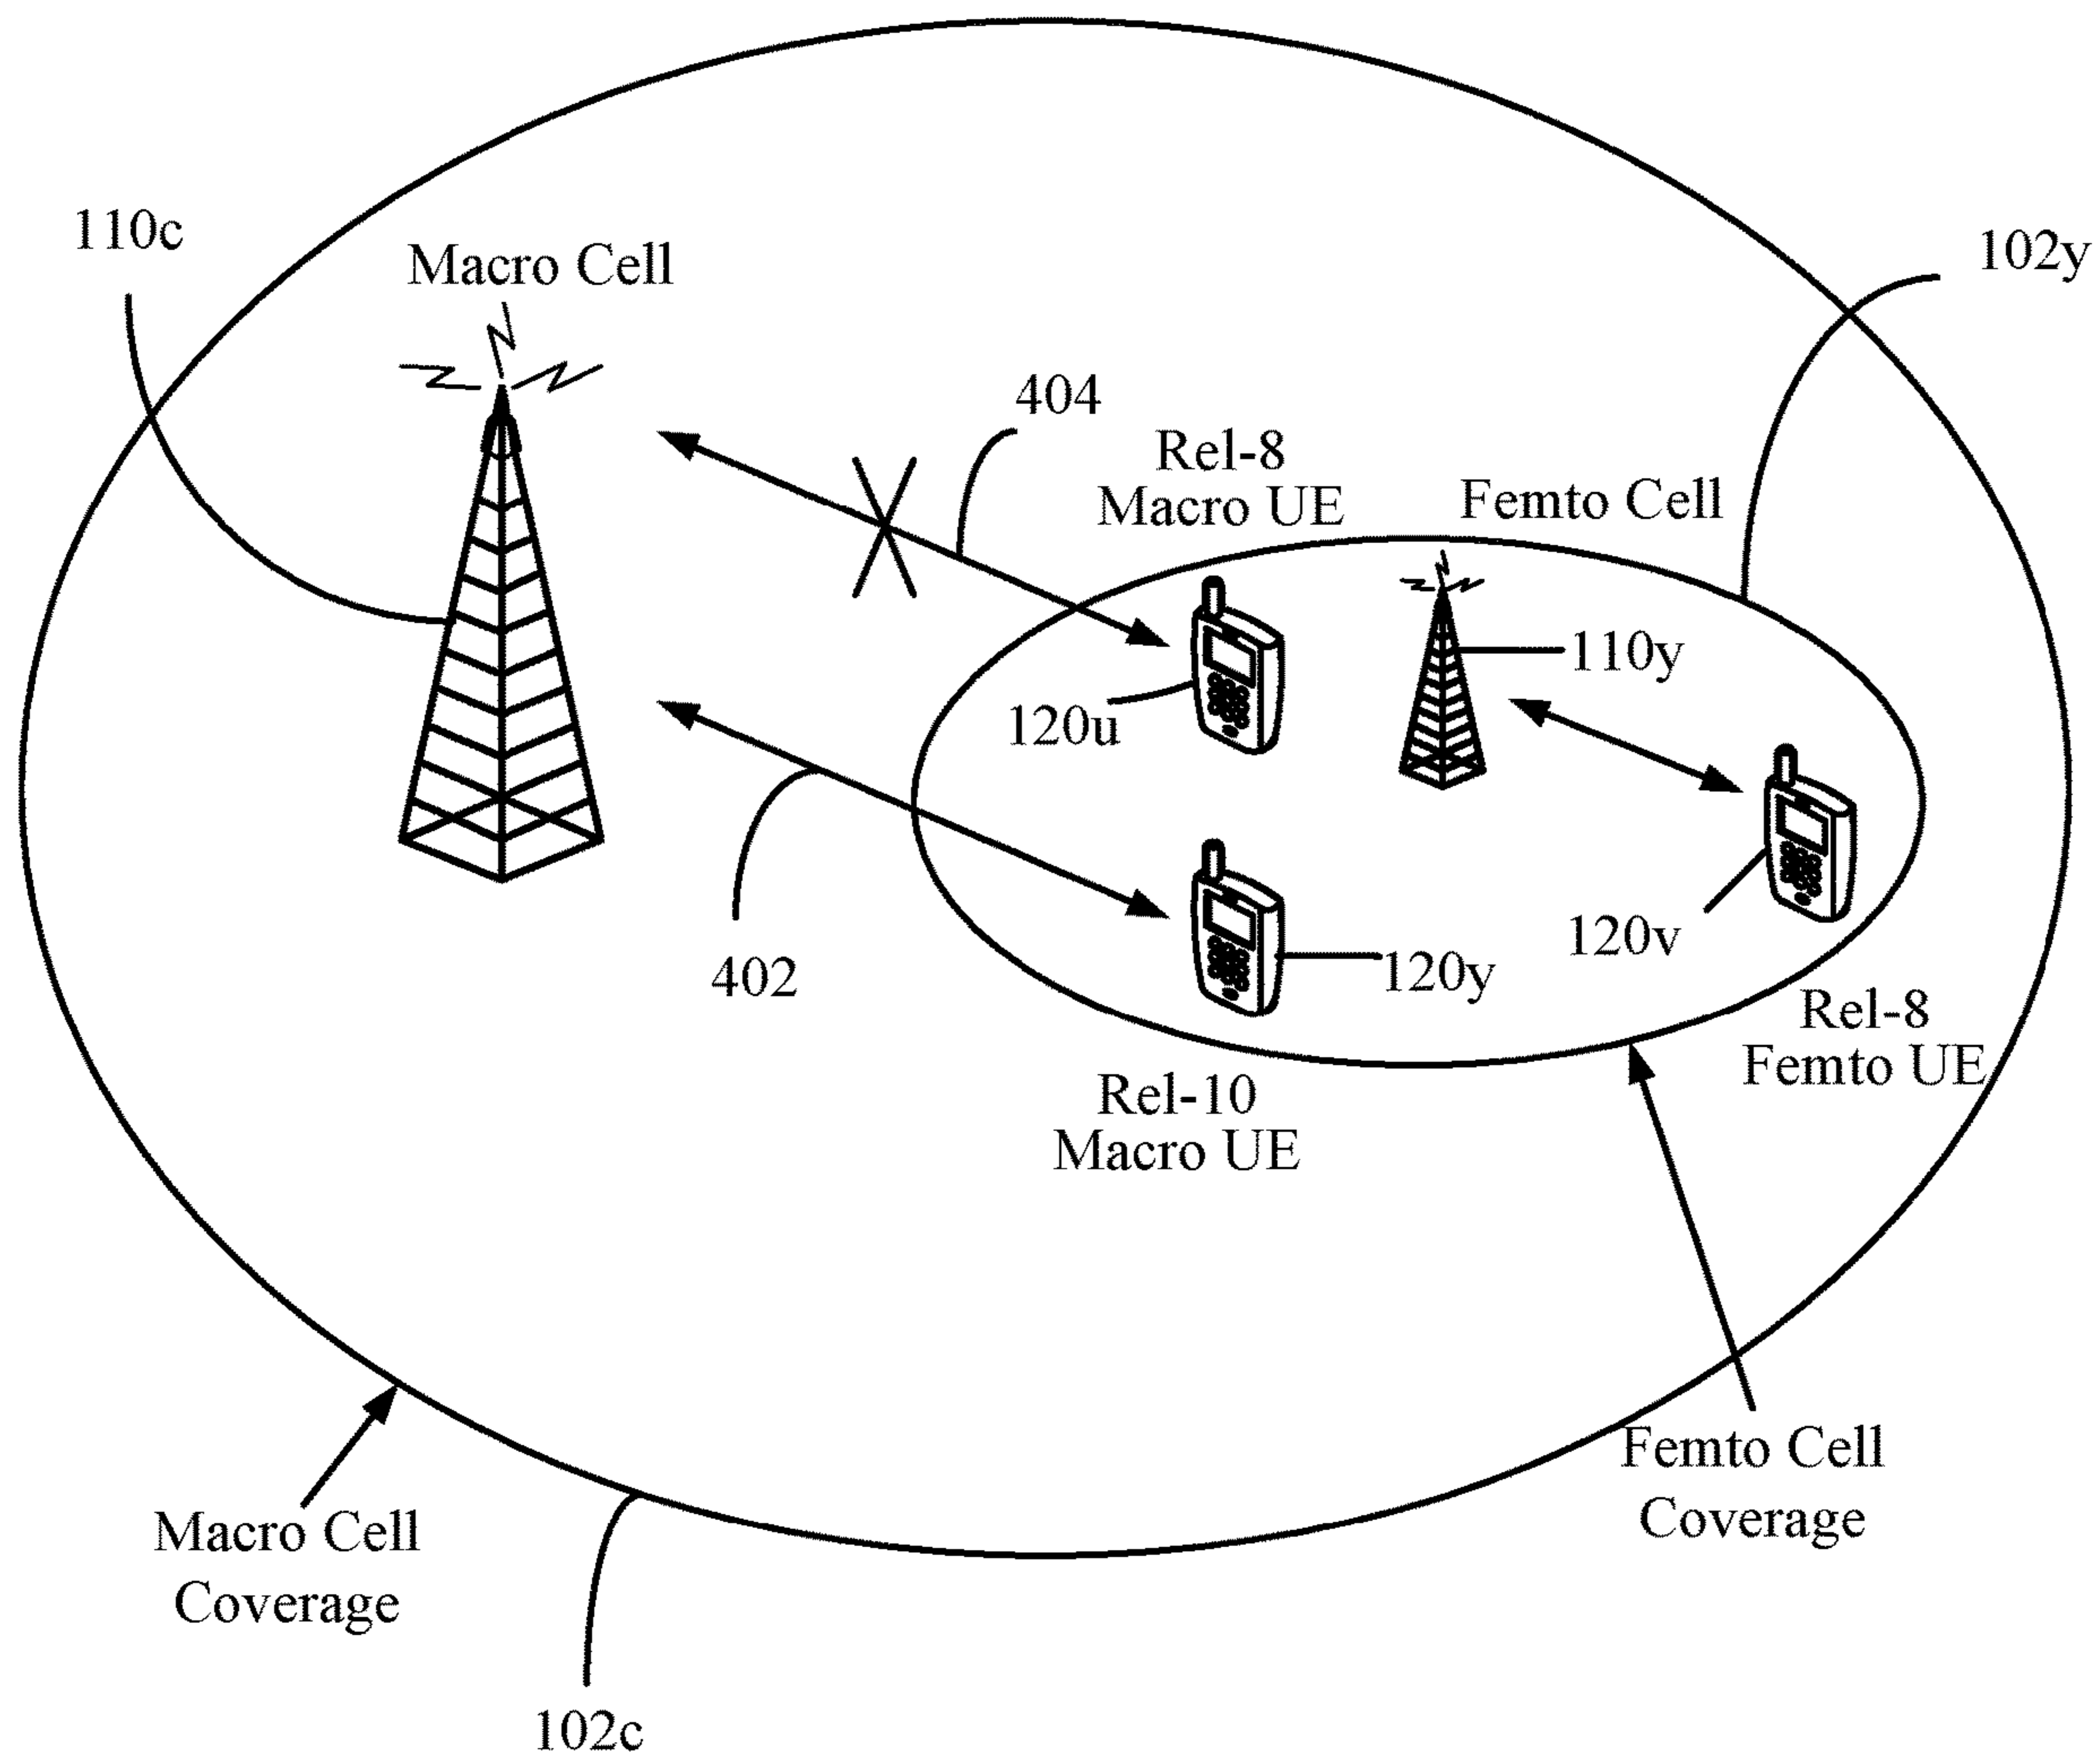 110c
Macro Cell
102y
404
Rel-8
Macro UE
Femto Cell
110y
120u
120v
402
120y
Rel-8
Femto UE
Rel-10
Macro UE
Femto Cell
Coverage
Macro Cell
Coverage
102c